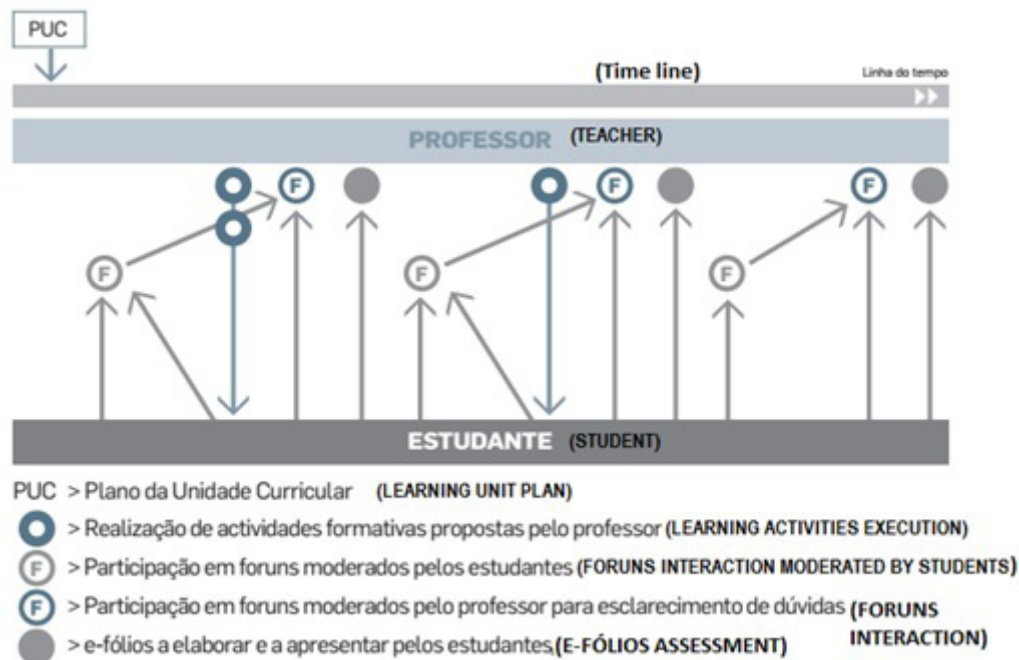 PUC
(Time line) Linha do tempo
PROFESSOR (TEACHER)
F F F
F F F
ESTUDANTE (STUDENT)
PUC > Plano da Unidade Curricular (LEARNING UNIT PLAN)
> Realização de actividades formativas propostas pelo professor (LEARNING ACTIVITIES EXECUTION)
F > Participação em foruns moderados pelos estudantes (FORUNS INTERACTION MODERATED BY STUDENTS)
F > Participação em foruns moderados pelo professor para esclarecimento de dúvidas (FORUNS
INTERACTION)
> e-fólios a elaborar e a apresentar pelos estudantes (E-FÓLIOS ASSESSMENT)